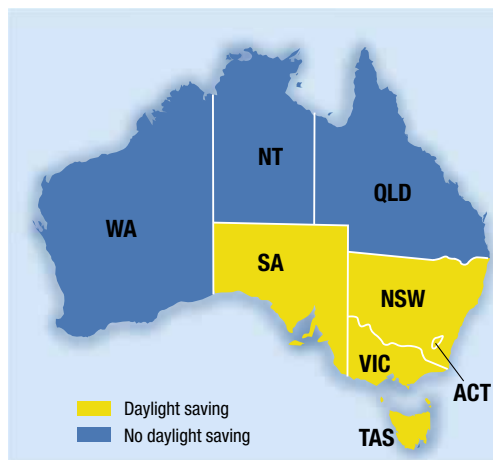 NT
QLD
WA
SA
NSW
VIC
ACT
TAS
Daylight saving
No daylight saving